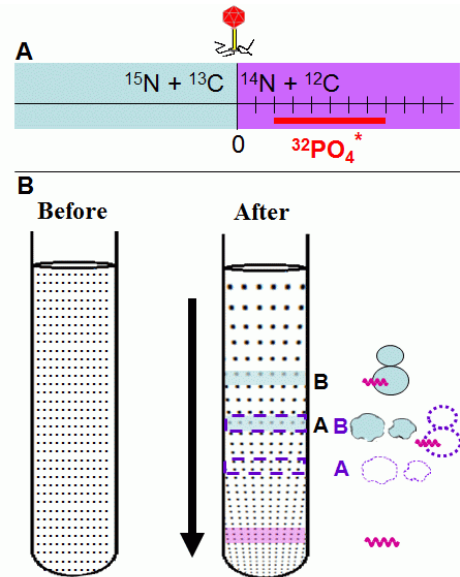 A
¹⁵N + ¹³C ¹⁴N + ¹²C
0
³²PO₄*
B
Before After
B
A B
A